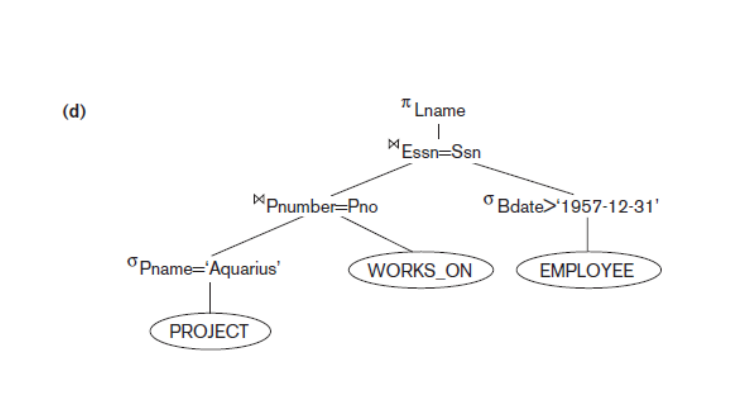 (d)
π Lname
⋈ Essn=Ssn
⋈ Pnumber=Pno
σ Bdate>‘1957-12-31’
σ Pname=‘Aquarius’
WORKS_ON
EMPLOYEE
PROJECT